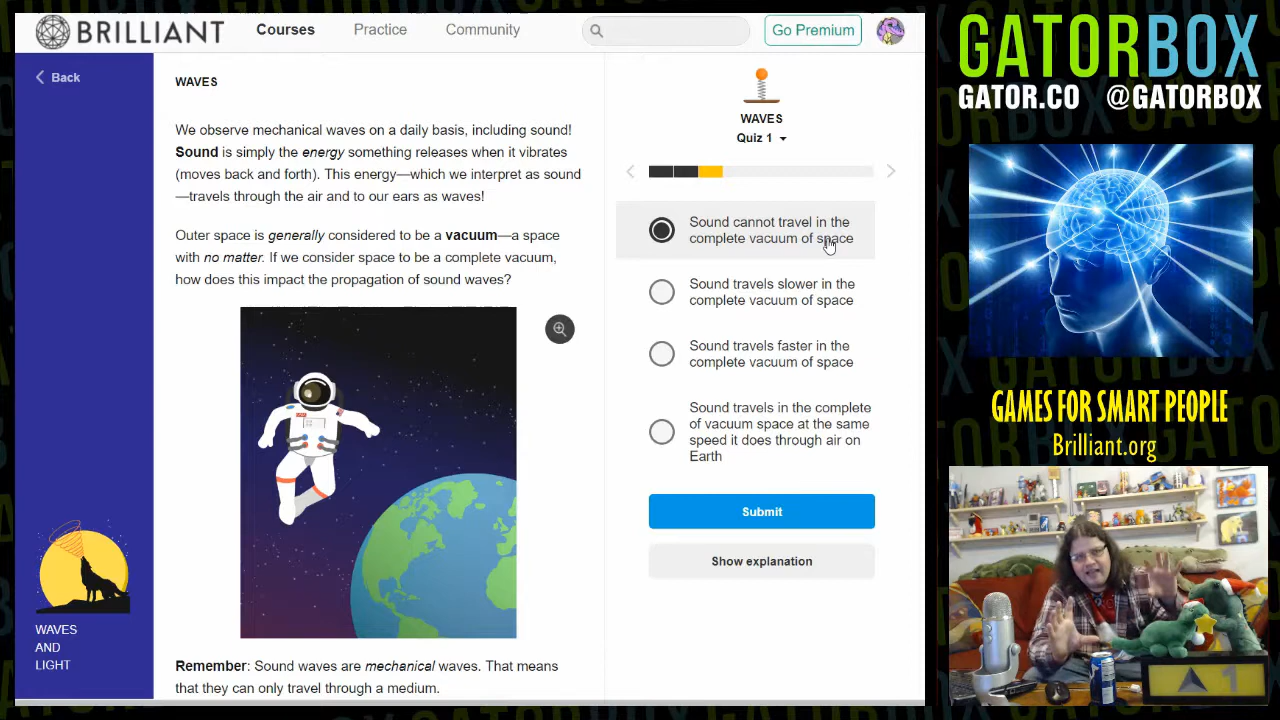 BRILLIANT
Courses
Practice
Community
Go Premium
Back
WAVES
We observe mechanical waves on a daily basis, including sound!
Sound is simply the energy something releases when it vibrates
(moves back and forth). This energy—which we interpret as sound
—travels through the air and to our ears as waves!
Outer space is generally considered to be a vacuum—a space
with no matter. If we consider space to be a complete vacuum,
how does this impact the propagation of sound waves?
Remember: Sound waves are mechanical waves. That means
that they can only travel through a medium.
WAVES
AND
LIGHT
WAVES
Quiz 1
Sound cannot travel in the
complete vacuum of space
Sound travels slower in the
complete vacuum of space
Sound travels faster in the
complete vacuum of space
Sound travels in the complete
of vacuum space at the same
speed it does through air on
Earth
Submit
Show explanation
GATORBOX
GATOR.CO @GATORBOX
GAMES FOR SMART PEOPLE
Brilliant.org
1